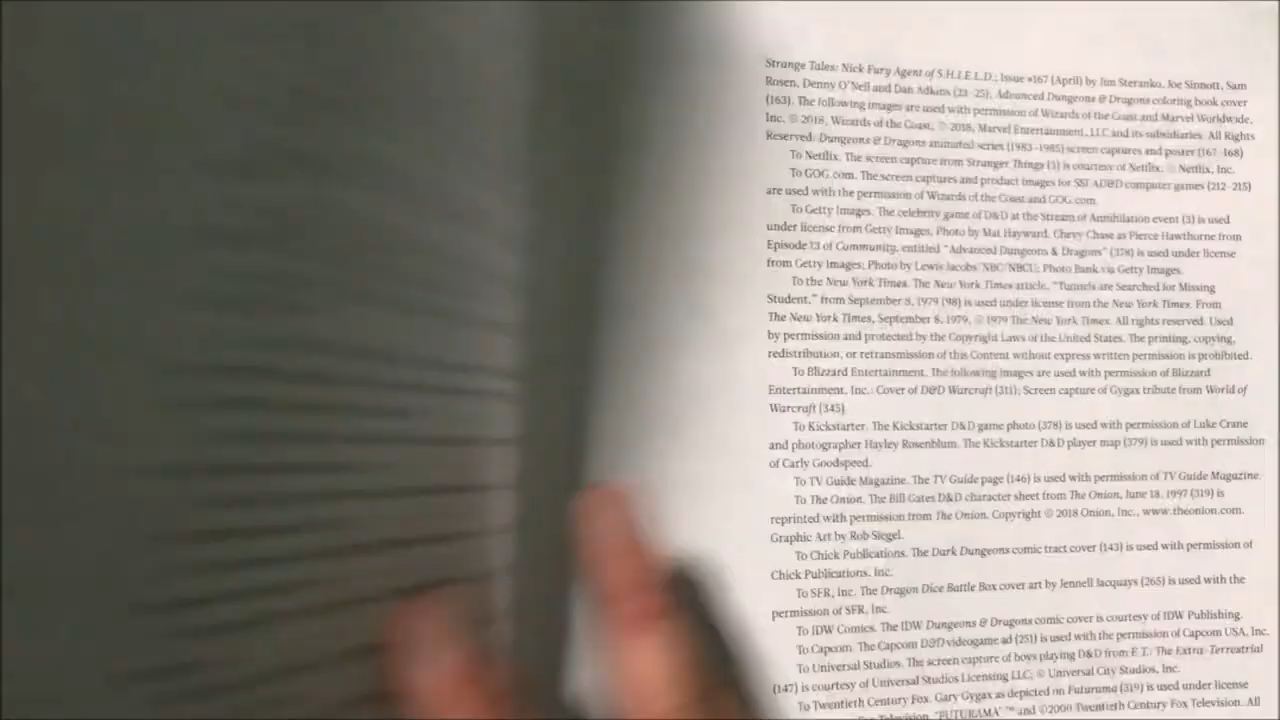 Strange Tales: Nick Fury Agent of S.H.I.E.L.D.; Issue #167 (April) by Jim Steranko, Joe Sinnott, Sam
Rosen, Denny O'Neil and Dan Adkins (23–25); Advanced Dungeons & Dragons coloring book cover
(163). The following images are used with permission of Wizards of the Coast and Marvel Worldwide,
Inc. © 2018, Wizards of the Coast, © 2018, Marvel Entertainment, LLC and its subsidiaries. All Rights
Reserved: Dungeons & Dragons animated series (1983–1985) screen captures and poster (167–168)
To Netflix. The screen capture from Stranger Things (3) is courtesy of Netflix. © Netflix, Inc.
To GOG.com. The screen captures and product images for SSI AD&D computer games (212–215)
are used with the permission of Wizards of the Coast and GOG.com.
To Getty Images. The celebrity game of D&D at the Stream of Annihilation event (3) is used
under license from Getty Images, Photo by Mat Hayward. Chevy Chase as Pierce Hawthorne from
Episode 13 of Community, entitled "Advanced Dungeons & Dragons" (378) is used under license
from Getty Images; Photo by Lewis Jacobs/NBC/NBCU; Photo Bank via Getty Images.
To the New York Times. The New York Times article, "Tunnels are Searched for Missing
Student," from September 8, 1979 (98) is used under license from the New York Times. From
The New York Times, September 8, 1979, © 1979 The New York Times. All rights reserved. Used
by permission and protected by the Copyright Laws of the United States. The printing, copying,
redistribution, or retransmission of this Content without express written permission is prohibited.
To Blizzard Entertainment. The following images are used with permission of Blizzard
Entertainment, Inc.: Cover of D&D Warcraft (311); Screen capture of Gygax tribute from World of
Warcraft (345)
To Kickstarter. The Kickstarter D&D game photo (378) is used with permission of Luke Crane
and photographer Hayley Rosenblum. The Kickstarter D&D player map (379) is used with permission
of Carly Goodspeed.
To TV Guide Magazine. The TV Guide page (146) is used with permission of TV Guide Magazine.
To The Onion. The Bill Gates D&D character sheet from The Onion, June 18, 1997 (319) is
reprinted with permission from The Onion. Copyright © 2018 Onion, Inc., www.theonion.com.
Graphic Art by Rob Siegel.
To Chick Publications. The Dark Dungeons comic tract cover (143) is used with permission of
Chick Publications, Inc.
To SFR, Inc. The Dragon Dice Battle Box cover art by Jennell Jacquays (265) is used with the
permission of SFR, Inc
To IDW Comics. The IDW Dungeons & Dragons comic cover is courtesy of IDW Publishing.
To Capcom. The Capcom D&D videogame ad (251) is used with the permission of Capcom USA, Inc.
To Universal Studios. The screen capture of boys playing D&D from E.T.: The Extra-Terrestrial
(147) is courtesy of Universal Studios Licensing LLC; © Universal City Studios, Inc.
To Twentieth Century Fox. Gary Gygax as depicted on Futurama (319) is used under license
Television. "FUTURAMA" ™ and ©2000 Twentieth Century Fox Television. All